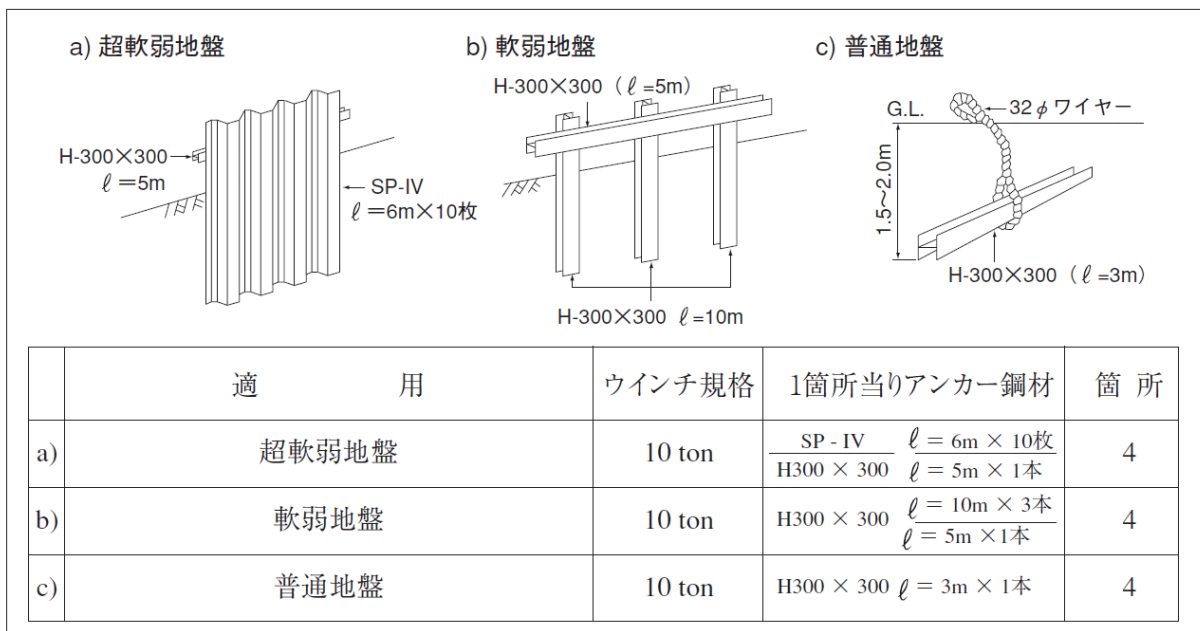 a) 超軟弱地盤
H-300×300
ℓ=5m
SP-IV
ℓ=6m×10枚
b) 軟弱地盤
H-300×300 (ℓ=5m)
H-300×300 ℓ=10m
c) 普通地盤
G.L.
32φワイヤー
1.5~2.0m
H-300×300 (ℓ=3m)
適 用 ウインチ規格 1箇所当りアンカー鋼材 箇 所
a) 超軟弱地盤 10 ton SP - IV ℓ = 6m × 10枚 4
H300 × 300 ℓ = 5m × 1本
b) 軟弱地盤 10 ton H300 × 300 ℓ = 10m × 3本 4
ℓ = 5m ×1本
c) 普通地盤 10 ton H300 × 300 ℓ = 3m × 1本 4